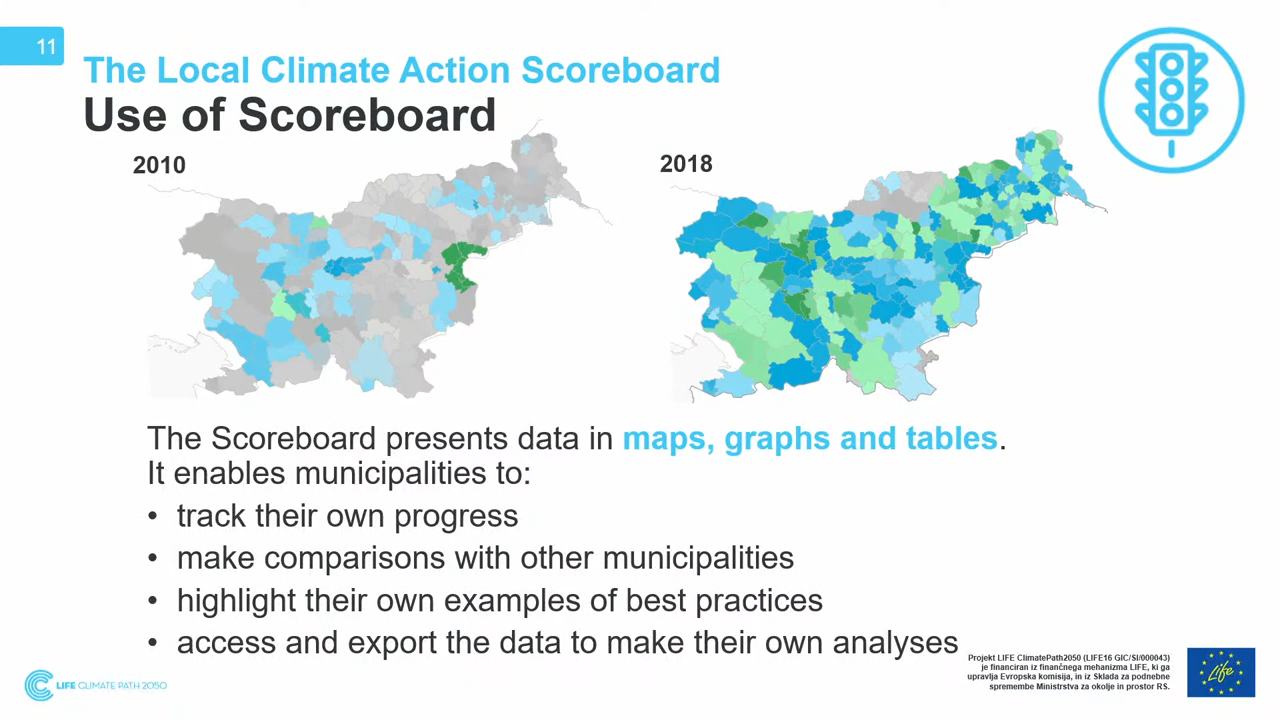 11
The Local Climate Action Scoreboard
Use of Scoreboard
2010
2018
The Scoreboard presents data in maps, graphs and tables.
It enables municipalities to:
• track their own progress
• make comparisons with other municipalities
• highlight their own examples of best practices
• access and export the data to make their own analyses
LIFE CLIMATE PATH 2050
Projekt LIFE ClimatePath2050 (LIFE16 GIC/SI/000043)
je financiran iz finančnega mehanizma LIFE, ki ga
upravlja Evropska komisija, in iz Sklada za podnebne
spremembe Ministrstva za okolje in prostor RS.
Life